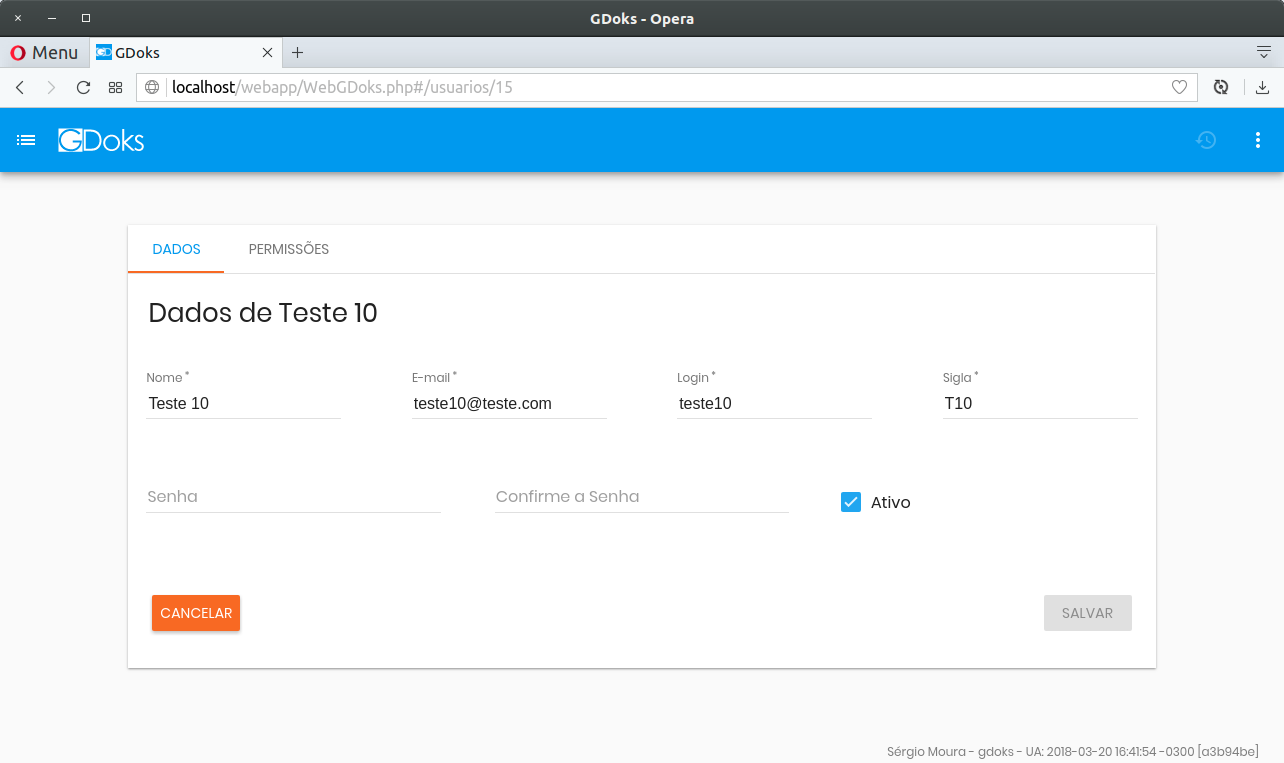 GDoks - Opera
Menu
GDoks
localhost/webapp/WebGDoks.php#/usuarios/15
GDoks
DADOS
PERMISSÕES
Dados de Teste 10
Nome *
E-mail *
Login *
Sigla *
Teste 10
teste10@teste.com
teste10
T10
Senha
Confirme a Senha
Ativo
CANCELAR
SALVAR
Sérgio Moura - gdoks - UA: 2018-03-20 16:41:54 -0300 [a3b94be]